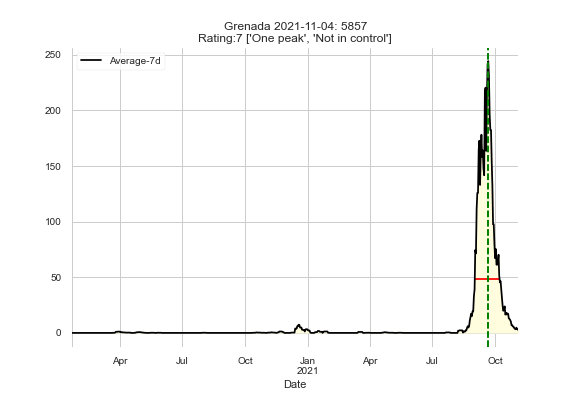 Grenada 2021-11-04: 5857
Rating:7 ['One peak', 'Not in control']
Average-7d
250
200
150
100
50
0
Apr Jul Oct Jan Apr Jul Oct
2021
Date